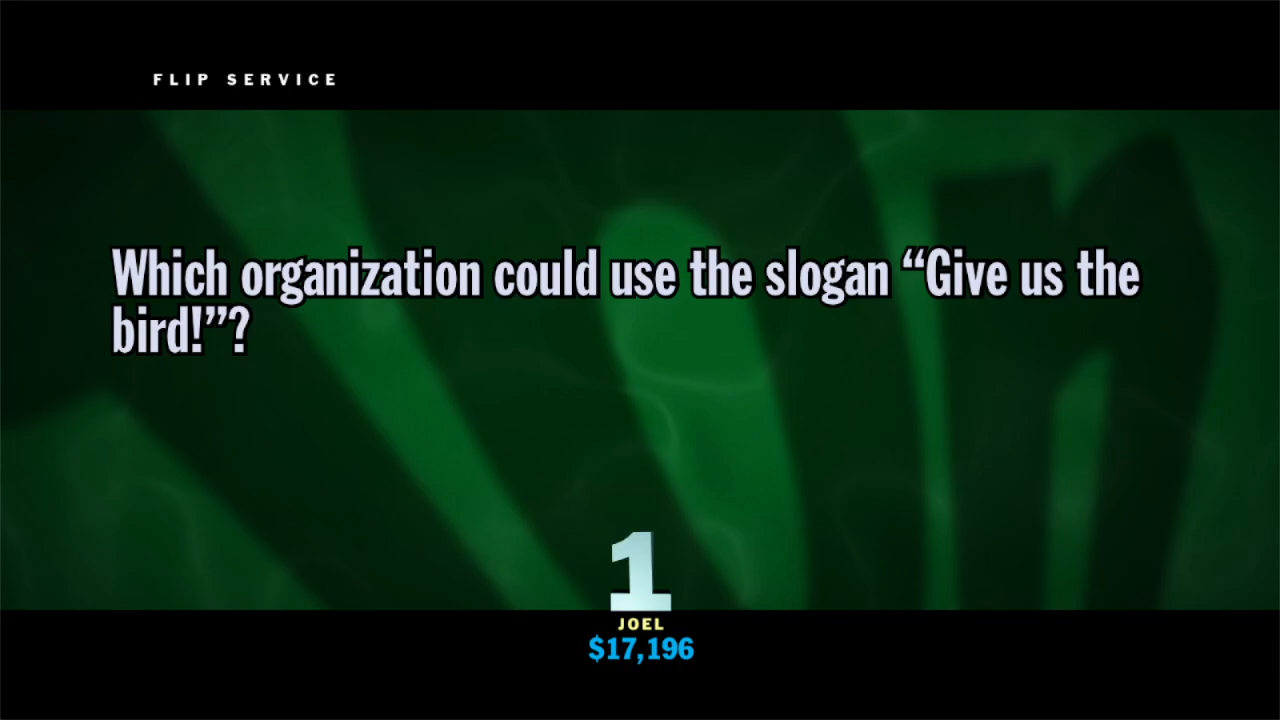 FLIP SERVICE
Which organization could use the slogan “Give us the
bird!”?
1
JOEL
$17,196